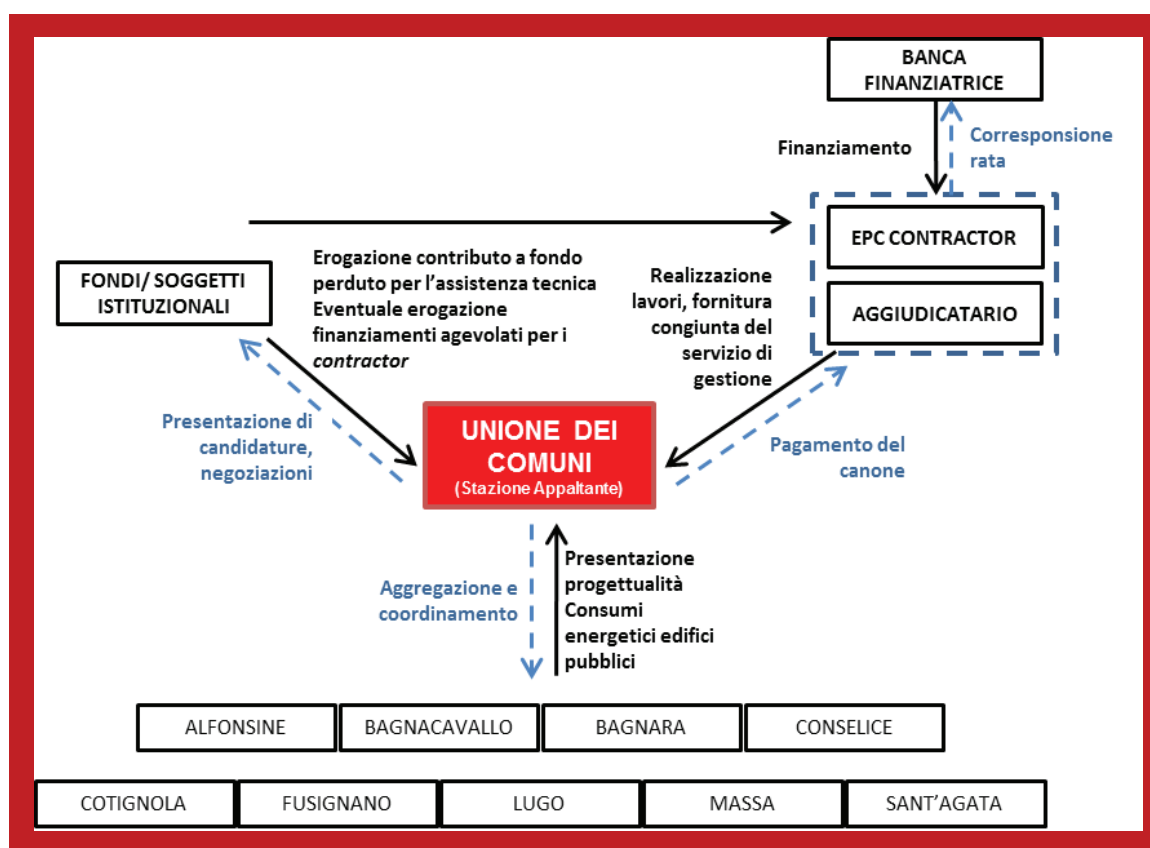 BANCA
FINANZIATRICE
Finanziamento
Corresponsione
rata
EPC CONTRACTOR
AGGIUDICATARIO
FONDI/ SOGGETTI
ISTITUZIONALI
Erogazione contributo a fondo
perduto per l’assistenza tecnica
Eventuale erogazione
finanziamenti agevolati per i
contractor
Realizzazione
lavori, fornitura
congiunta del
servizio di
gestione
Presentazione di
candidature,
negoziazioni
UNIONE DEI
COMUNI
(Stazione Appaltante)
Pagamento del
canone
Aggregazione e
coordinamento
Presentazione
progettualità
Consumi
energetici edifici
pubblici
ALFONSINE
BAGNACAVALLO
BAGNARA
CONSELICE
COTIGNOLA
FUSIGNANO
LUGO
MASSA
SANT’AGATA